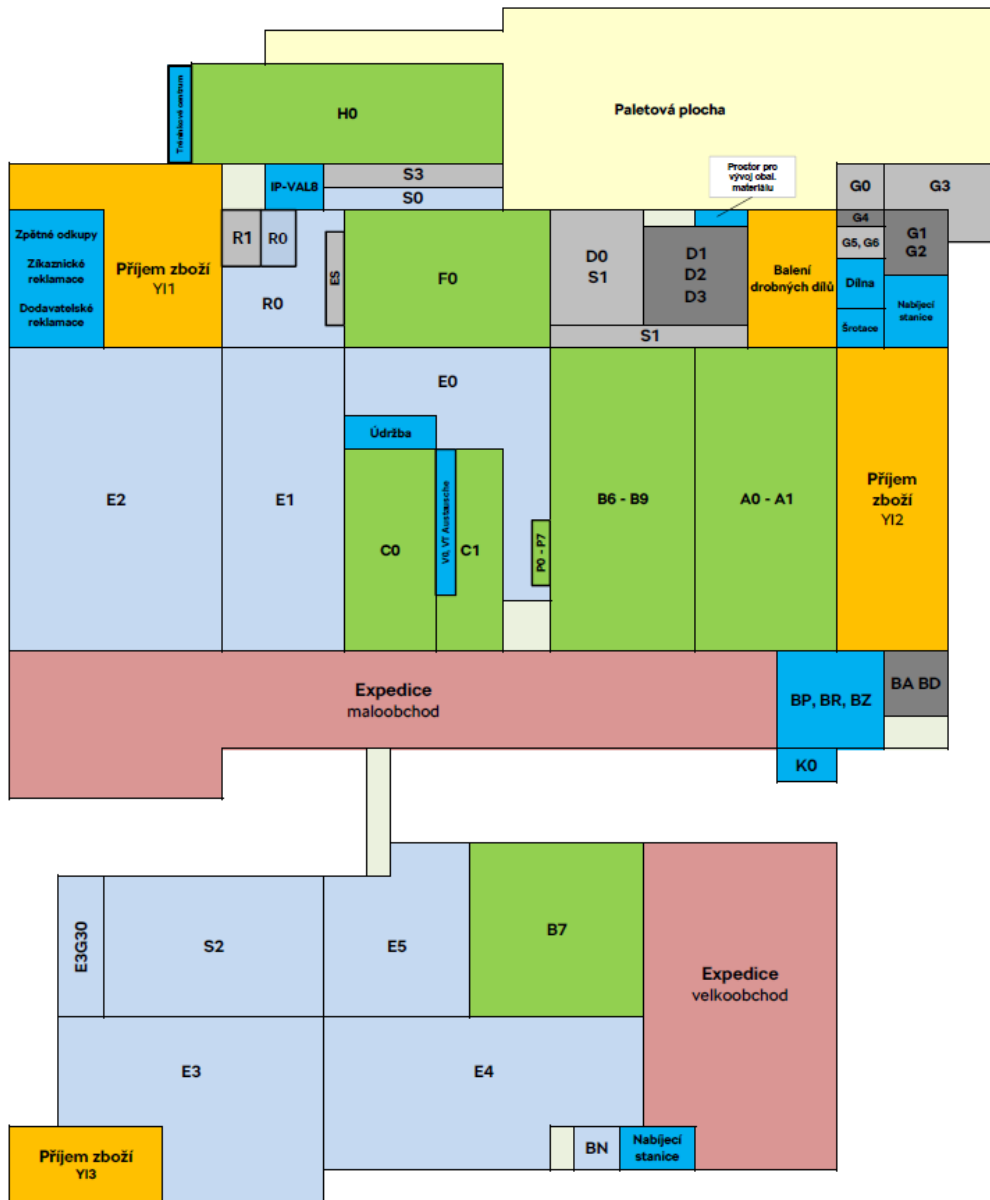 Paletová plocha
Tréninkové centrum
H0
Prostor pro
vývoj obal.
materiálu
S3
IP-VAL8
S0
G0
G3
G4
G5, G6
G1
G2
R1
R0
Zpětné odkupy
Zíkaznické
reklamace
Dodavatelské
reklamace
Příjem zboží
YI1
R0
ES
F0
D0
S1
D1
D2
D3
Balení
drobných dílů
Dílna
Nabíjecí
stanice
Šrotace
S1
E0
Údržba
E2
E1
C0
V0, VT Austausche
C1
P0 - P7
B6 - B9
A0 - A1
Příjem
zboží
YI2
Expedice
maloobchod
BP, BR, BZ
BA BD
K0
E3G30
S2
E5
B7
Expedice
velkoobchod
E3
E4
Příjem zboží
YI3
BN
Nabíjecí
stanice